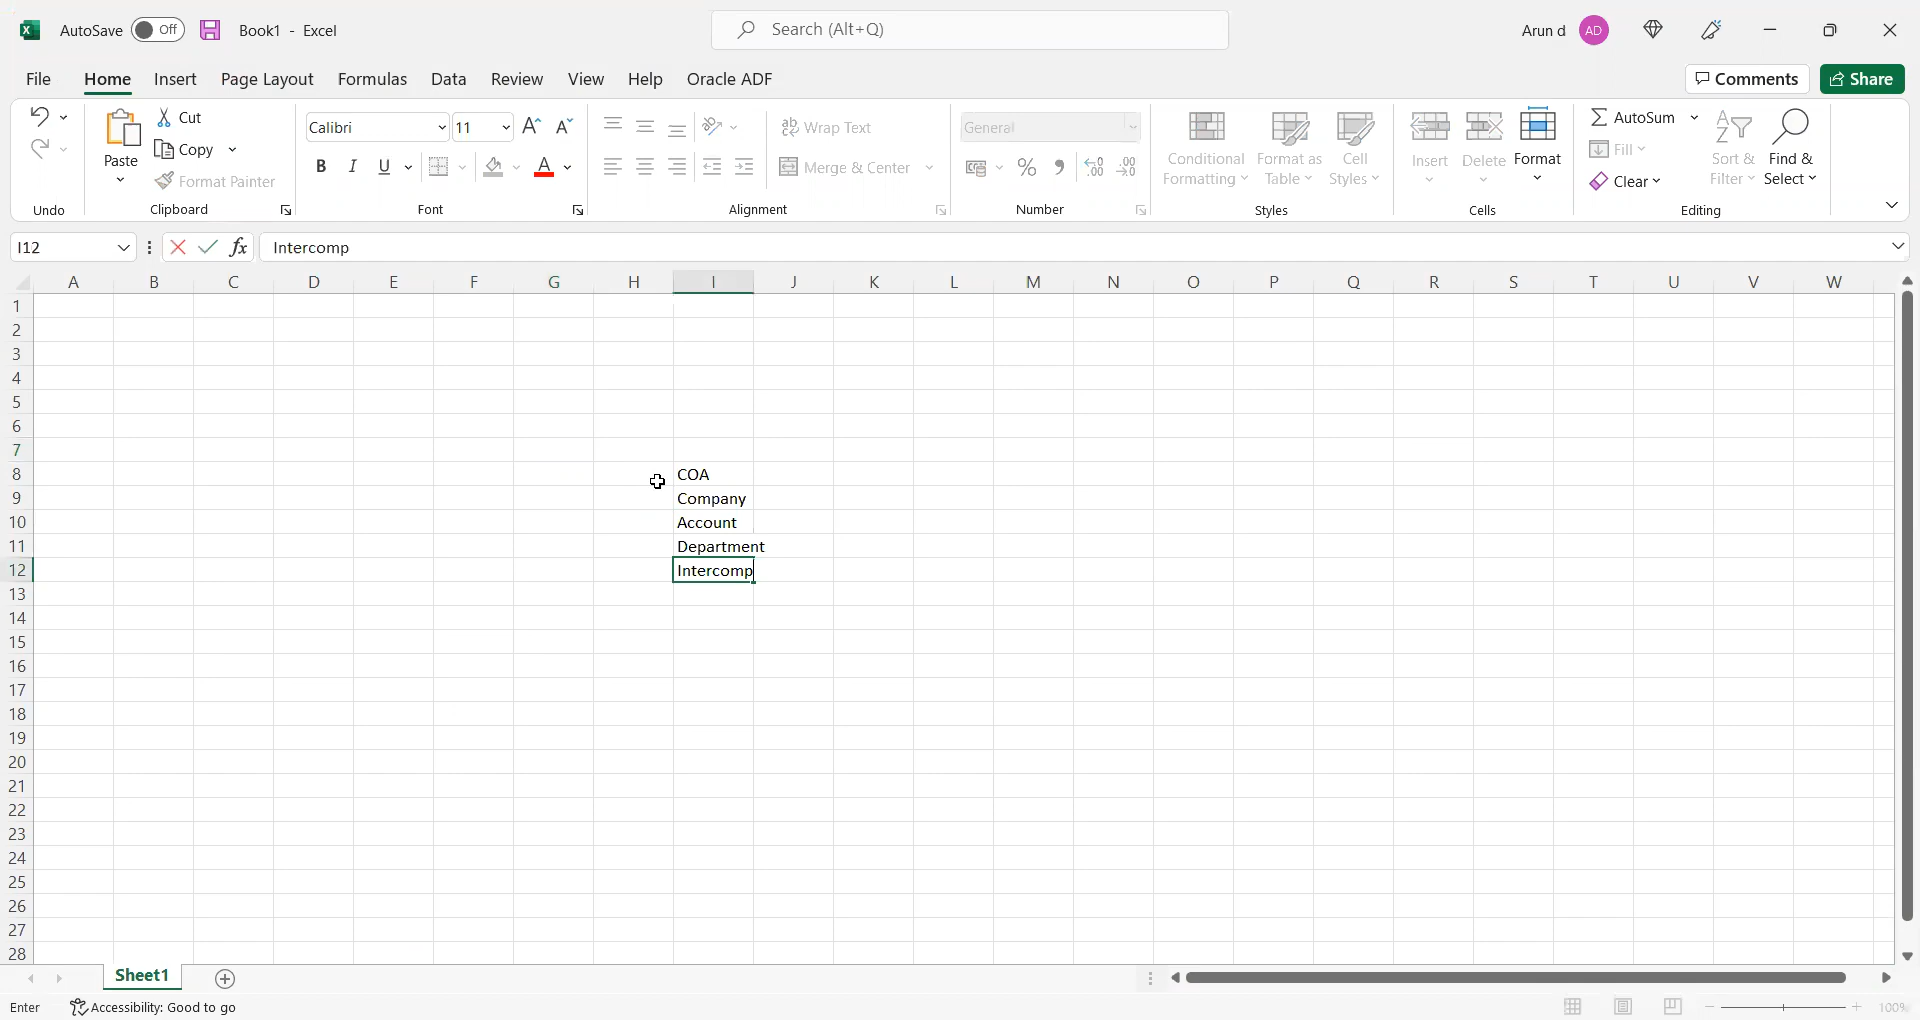 AutoSave Off Book1 - Excel Search (Alt+Q) Arun d AD
File Home Insert Page Layout Formulas Data Review View Help Oracle ADF Comments Share
Cut
Copy
Format Painter
Paste
Undo
Clipboard
Calibri 11
B I U A
Font
Wrap Text
Merge & Center
Alignment
General
Number
Conditional Formatting
Format as Table
Cell Styles
Styles
Insert Delete Format
Cells
AutoSum
Fill
Clear
Sort & Filter
Find & Select
Editing
I12 fx Intercomp
A B C D E F G H I J K L M N O P Q R S T U V W
1
2
3
4
5
6
7
8 COA
9 Company
10 Account
11 Department
12 Intercomp
13
14
15
16
17
18
19
20
21
22
23
24
25
26
27
28
Sheet1
Enter Accessibility: Good to go 100%